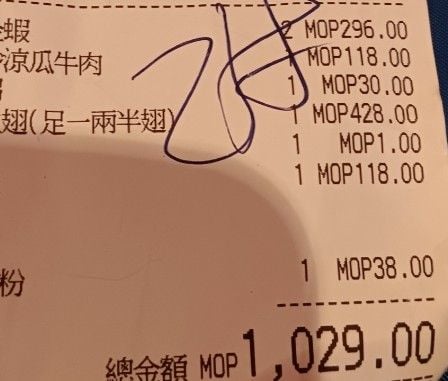 蝦 2 MOP296.00
涼瓜牛肉 1 MOP118.00
1 MOP30.00
翅(足一兩半翅) 1 MOP428.00
1 MOP1.00
1 MOP118.00
粉 1 MOP38.00
總金額 MOP1,029.00